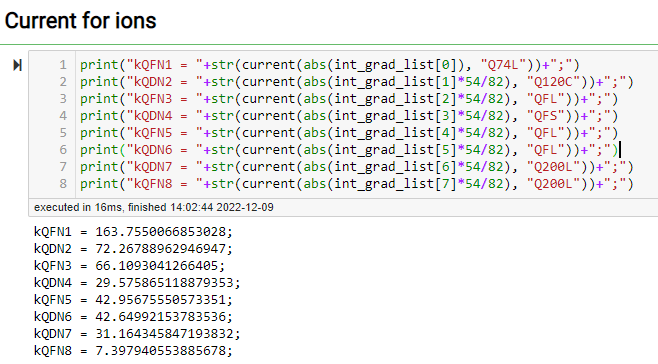 Current for ions
1 print("kQFN1 = "+str(current(abs(int_grad_list[0]), "Q74L"))+";")
2 print("kQDN2 = "+str(current(abs(int_grad_list[1]*54/82), "Q120C"))+";")
3 print("kQFN3 = "+str(current(abs(int_grad_list[2]*54/82), "QFL"))+";")
4 print("kQDN4 = "+str(current(abs(int_grad_list[3]*54/82), "QFS"))+";")
5 print("kQFN5 = "+str(current(abs(int_grad_list[4]*54/82), "QFL"))+";")
6 print("kQDN6 = "+str(current(abs(int_grad_list[5]*54/82), "QFL"))+";")
7 print("kQDN7 = "+str(current(abs(int_grad_list[6]*54/82), "Q200L"))+";")
8 print("kQFN8 = "+str(current(abs(int_grad_list[7]*54/82), "Q200L"))+";")
executed in 16ms, finished 14:02:44 2022-12-09
kQFN1 = 163.7550066853028;
kQDN2 = 72.26788962946947;
kQFN3 = 66.1093041266405;
kQDN4 = 29.575865118879353;
kQFN5 = 42.95675550573351;
kQDN6 = 42.64992153783536;
kQDN7 = 31.164345847193832;
kQFN8 = 7.397940553885678;